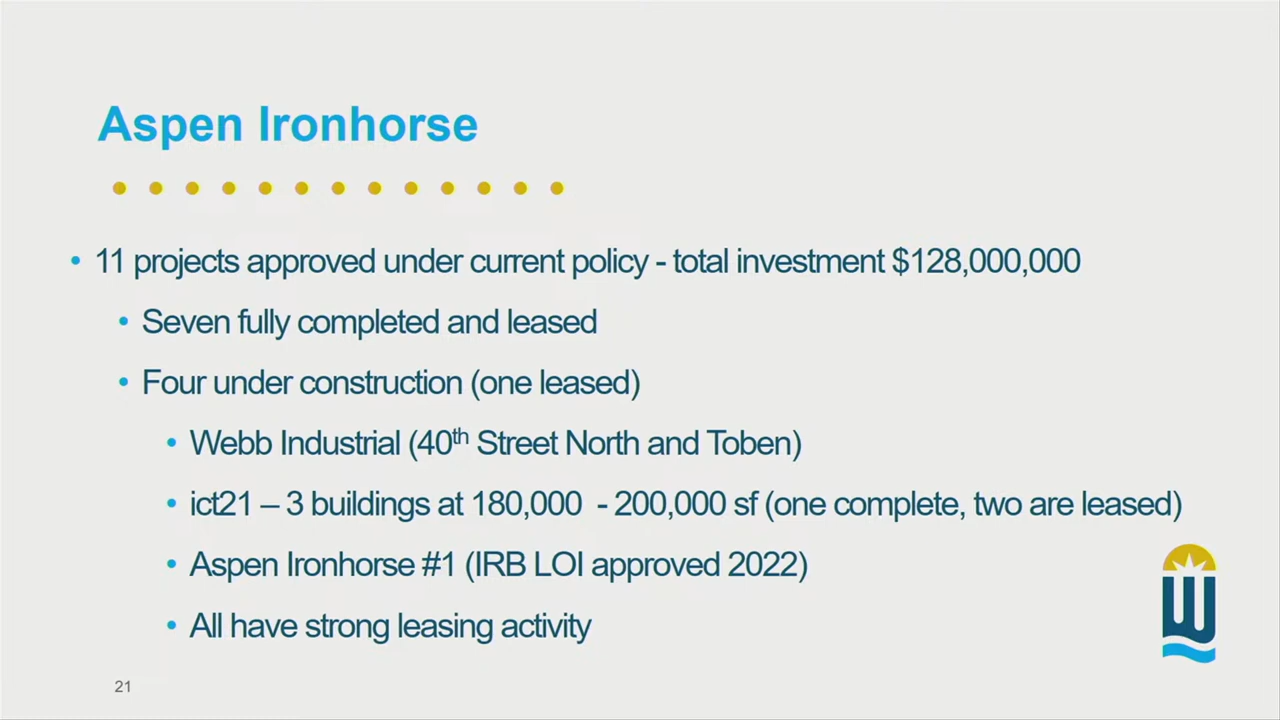 Aspen Ironhorse
• 11 projects approved under current policy - total investment $128,000,000
• Seven fully completed and leased
• Four under construction (one leased)
• Webb Industrial (40th Street North and Toben)
• ict21 – 3 buildings at 180,000 - 200,000 sf (one complete, two are leased)
• Aspen Ironhorse #1 (IRB LOI approved 2022)
• All have strong leasing activity
W
21